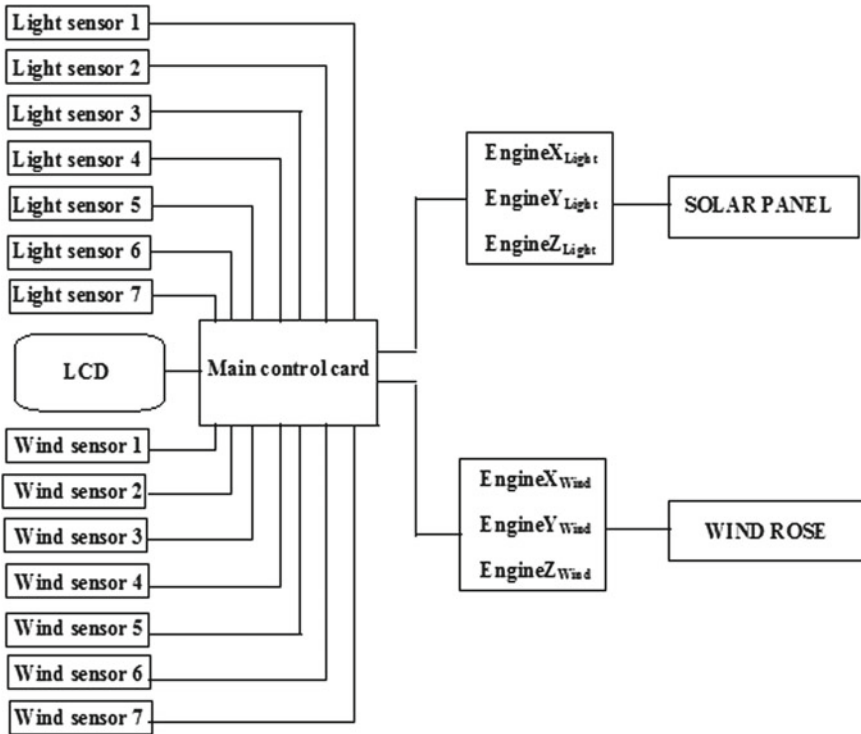 Light sensor 1
Light sensor 2
Light sensor 3
Light sensor 4
Light sensor 5
Light sensor 6
Light sensor 7
LCD
Main control card
Wind sensor 1
Wind sensor 2
Wind sensor 3
Wind sensor 4
Wind sensor 5
Wind sensor 6
Wind sensor 7
EngineXLight
EngineYLight
EngineZLight
SOLAR PANEL
EngineXWind
EngineYWind
EngineZWind
WIND ROSE